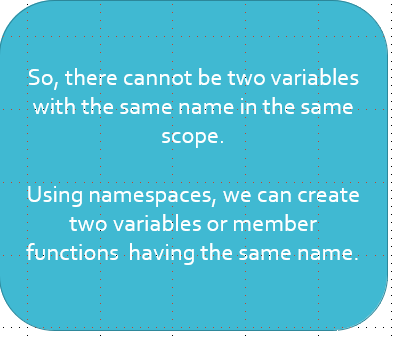 So, there cannot be two variables
with the same name in the same
scope.
Using namespaces, we can create
two variables or member
functions  having the same name.